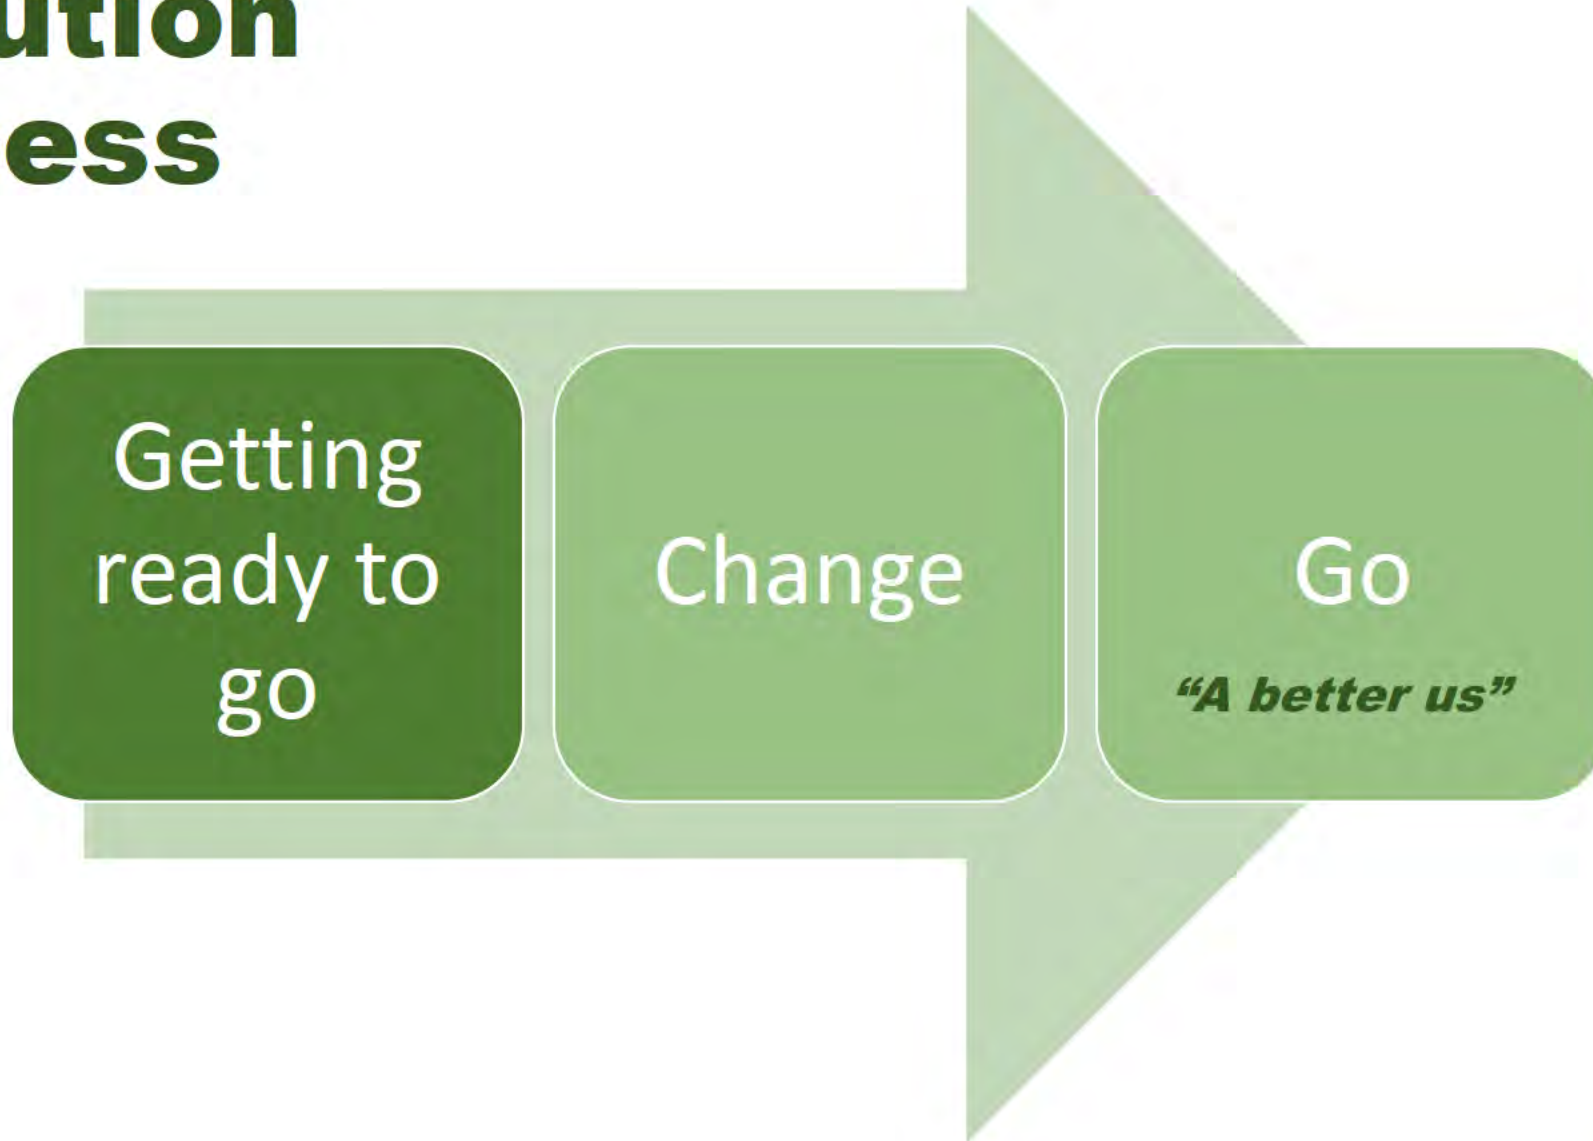 ution
ess
Getting
ready to
go
Change
Go
“A better us”